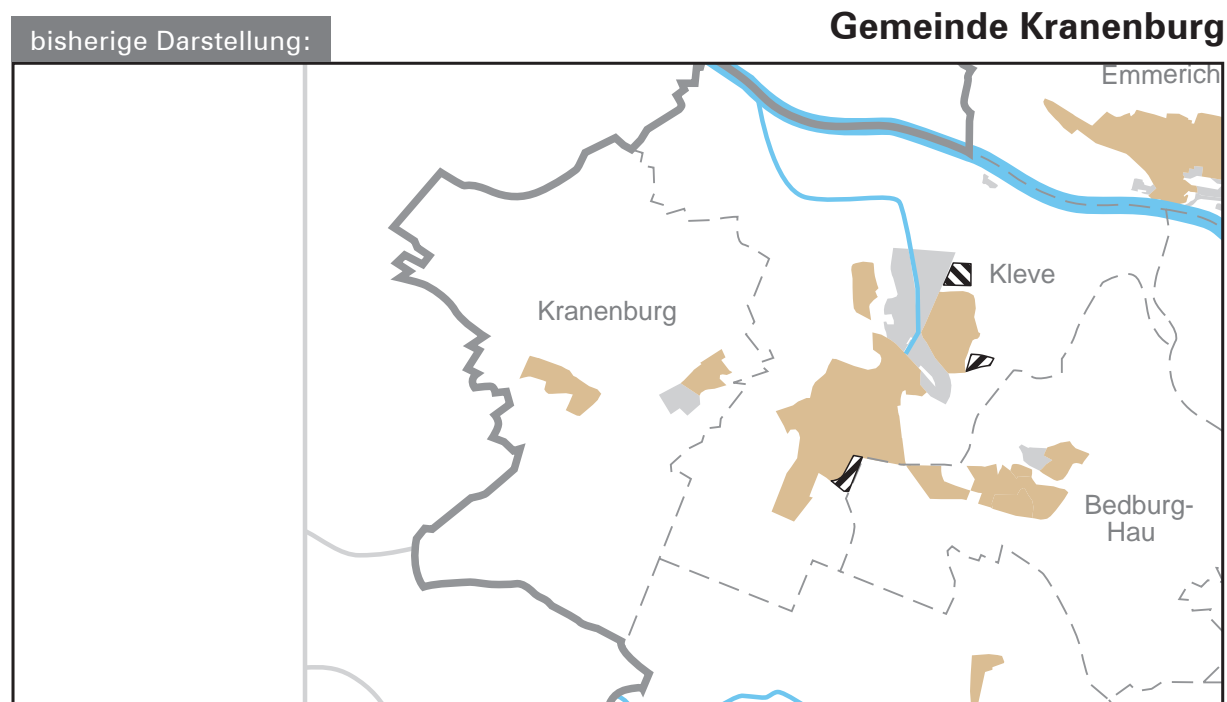 bisherige Darstellung:
Gemeinde Kranenburg
Emmerich
Kleve
Kranenburg
Bedburg-
Hau